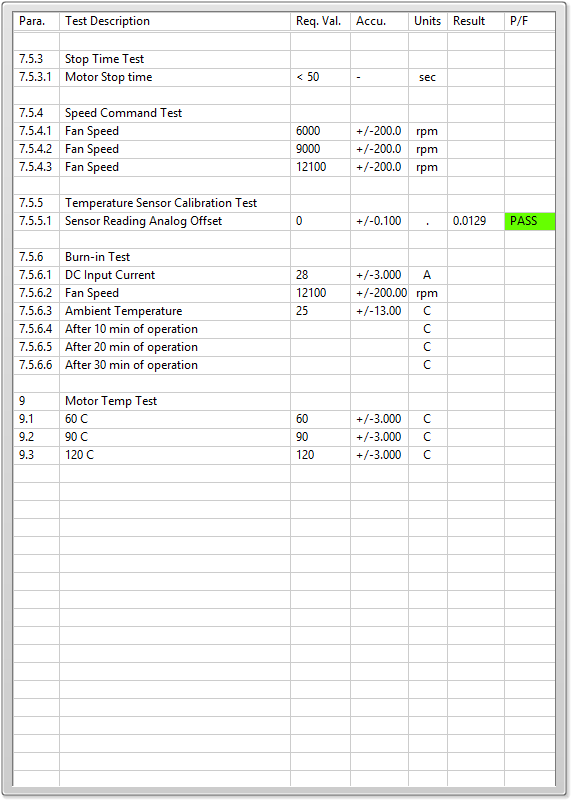 Para. Test Description Req. Val. Accu. Units Result P/F
7.5.3 Stop Time Test
7.5.3.1 Motor Stop time < 50 - sec
7.5.4 Speed Command Test
7.5.4.1 Fan Speed 6000 +/-200.0 rpm
7.5.4.2 Fan Speed 9000 +/-200.0 rpm
7.5.4.3 Fan Speed 12100 +/-200.0 rpm
7.5.5 Temperature Sensor Calibration Test
7.5.5.1 Sensor Reading Analog Offset 0 +/-0.100 . 0.0129 PASS
7.5.6 Burn-in Test
7.5.6.1 DC Input Current 28 +/-3.000 A
7.5.6.2 Fan Speed 12100 +/-200.00 rpm
7.5.6.3 Ambient Temperature 25 +/-13.00 C
7.5.6.4 After 10 min of operation C
7.5.6.5 After 20 min of operation C
7.5.6.6 After 30 min of operation C
9 Motor Temp Test
9.1 60 C 60 +/-3.000 C
9.2 90 C 90 +/-3.000 C
9.3 120 C 120 +/-3.000 C